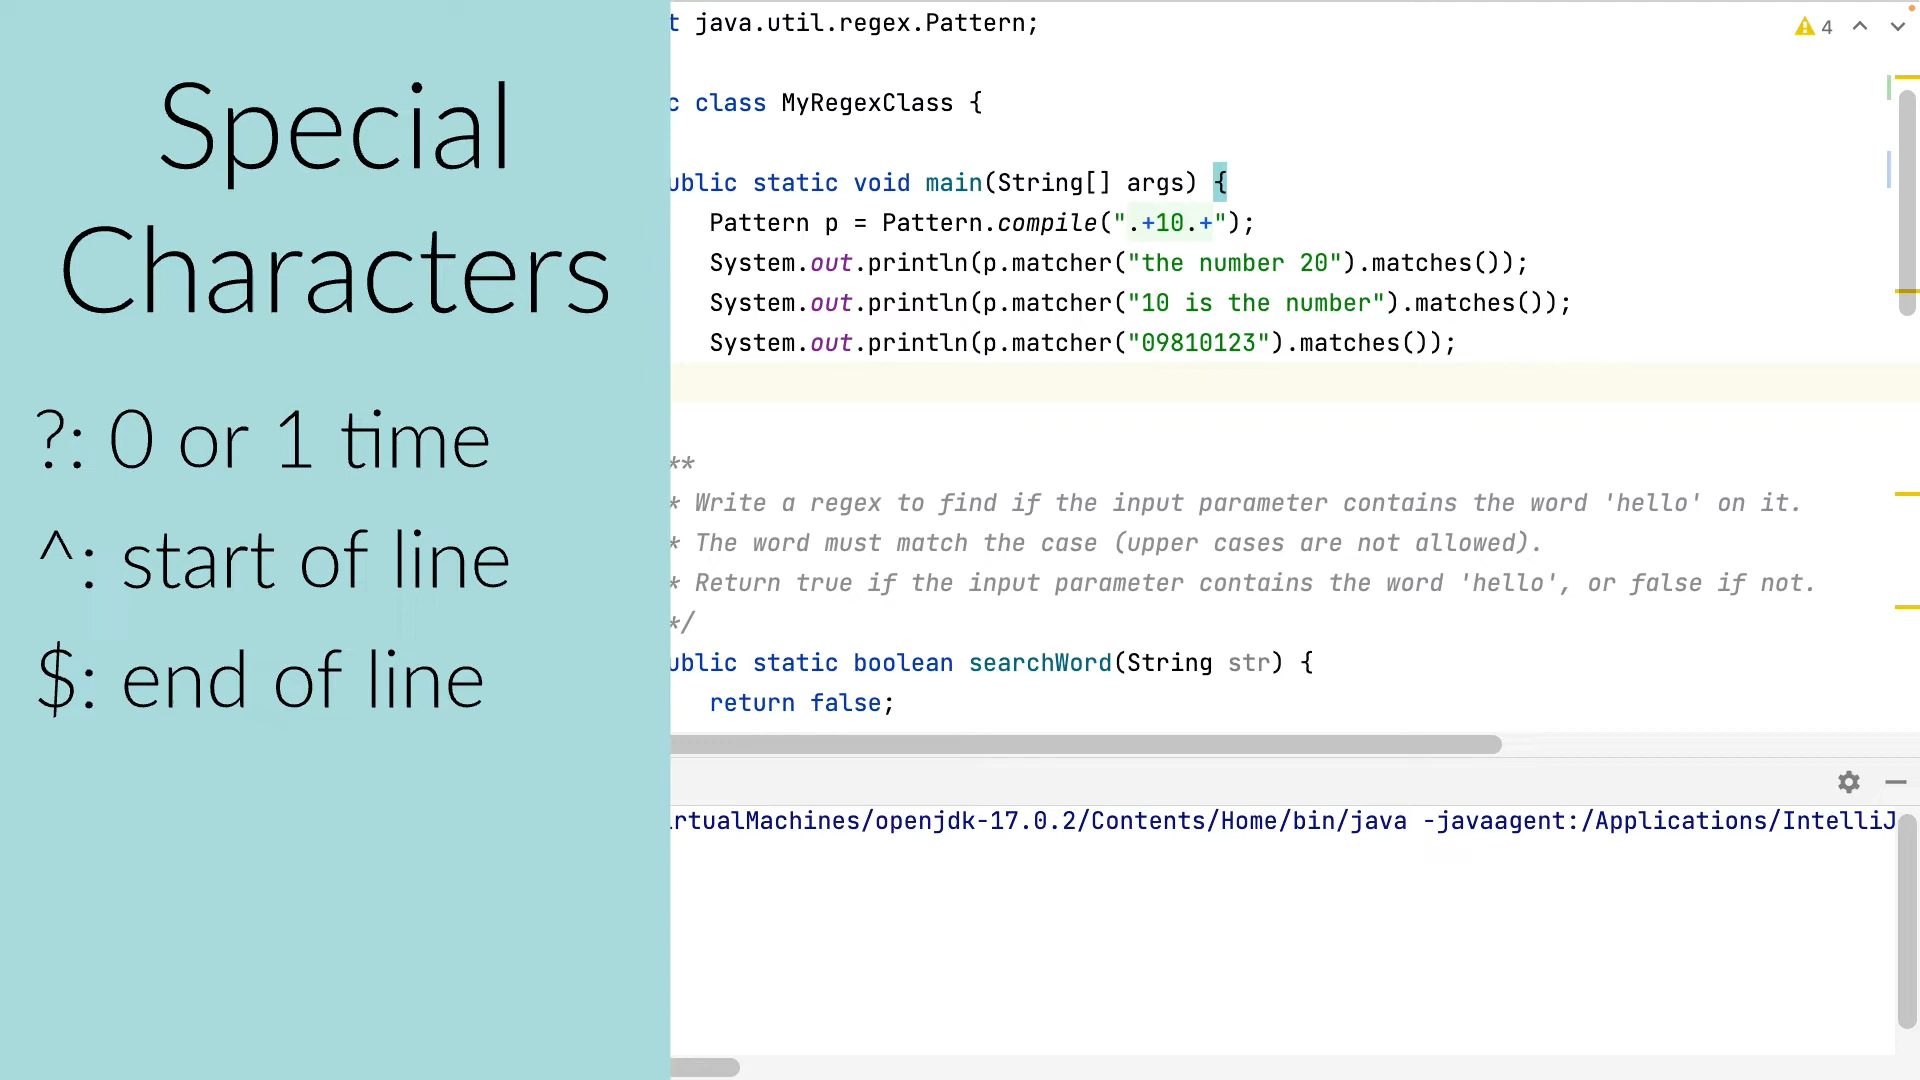 Special
Characters
?: 0 or 1 time
^: start of line
$: end of line
t java.util.regex.Pattern;
4
c class MyRegexClass {
ublic static void main(String[] args) {
Pattern p = Pattern.compile(".+10.+");
System.out.println(p.matcher("the number 20").matches());
System.out.println(p.matcher("10 is the number").matches());
System.out.println(p.matcher("09810123").matches());
**
* Write a regex to find if the input parameter contains the word 'hello' on it.
* The word must match the case (upper cases are not allowed).
* Return true if the input parameter contains the word 'hello', or false if not.
*/
ublic static boolean searchWord(String str) {
return false;
rtualMachines/openjdk-17.0.2/Contents/Home/bin/java -javaagent:/Applications/IntelliJ